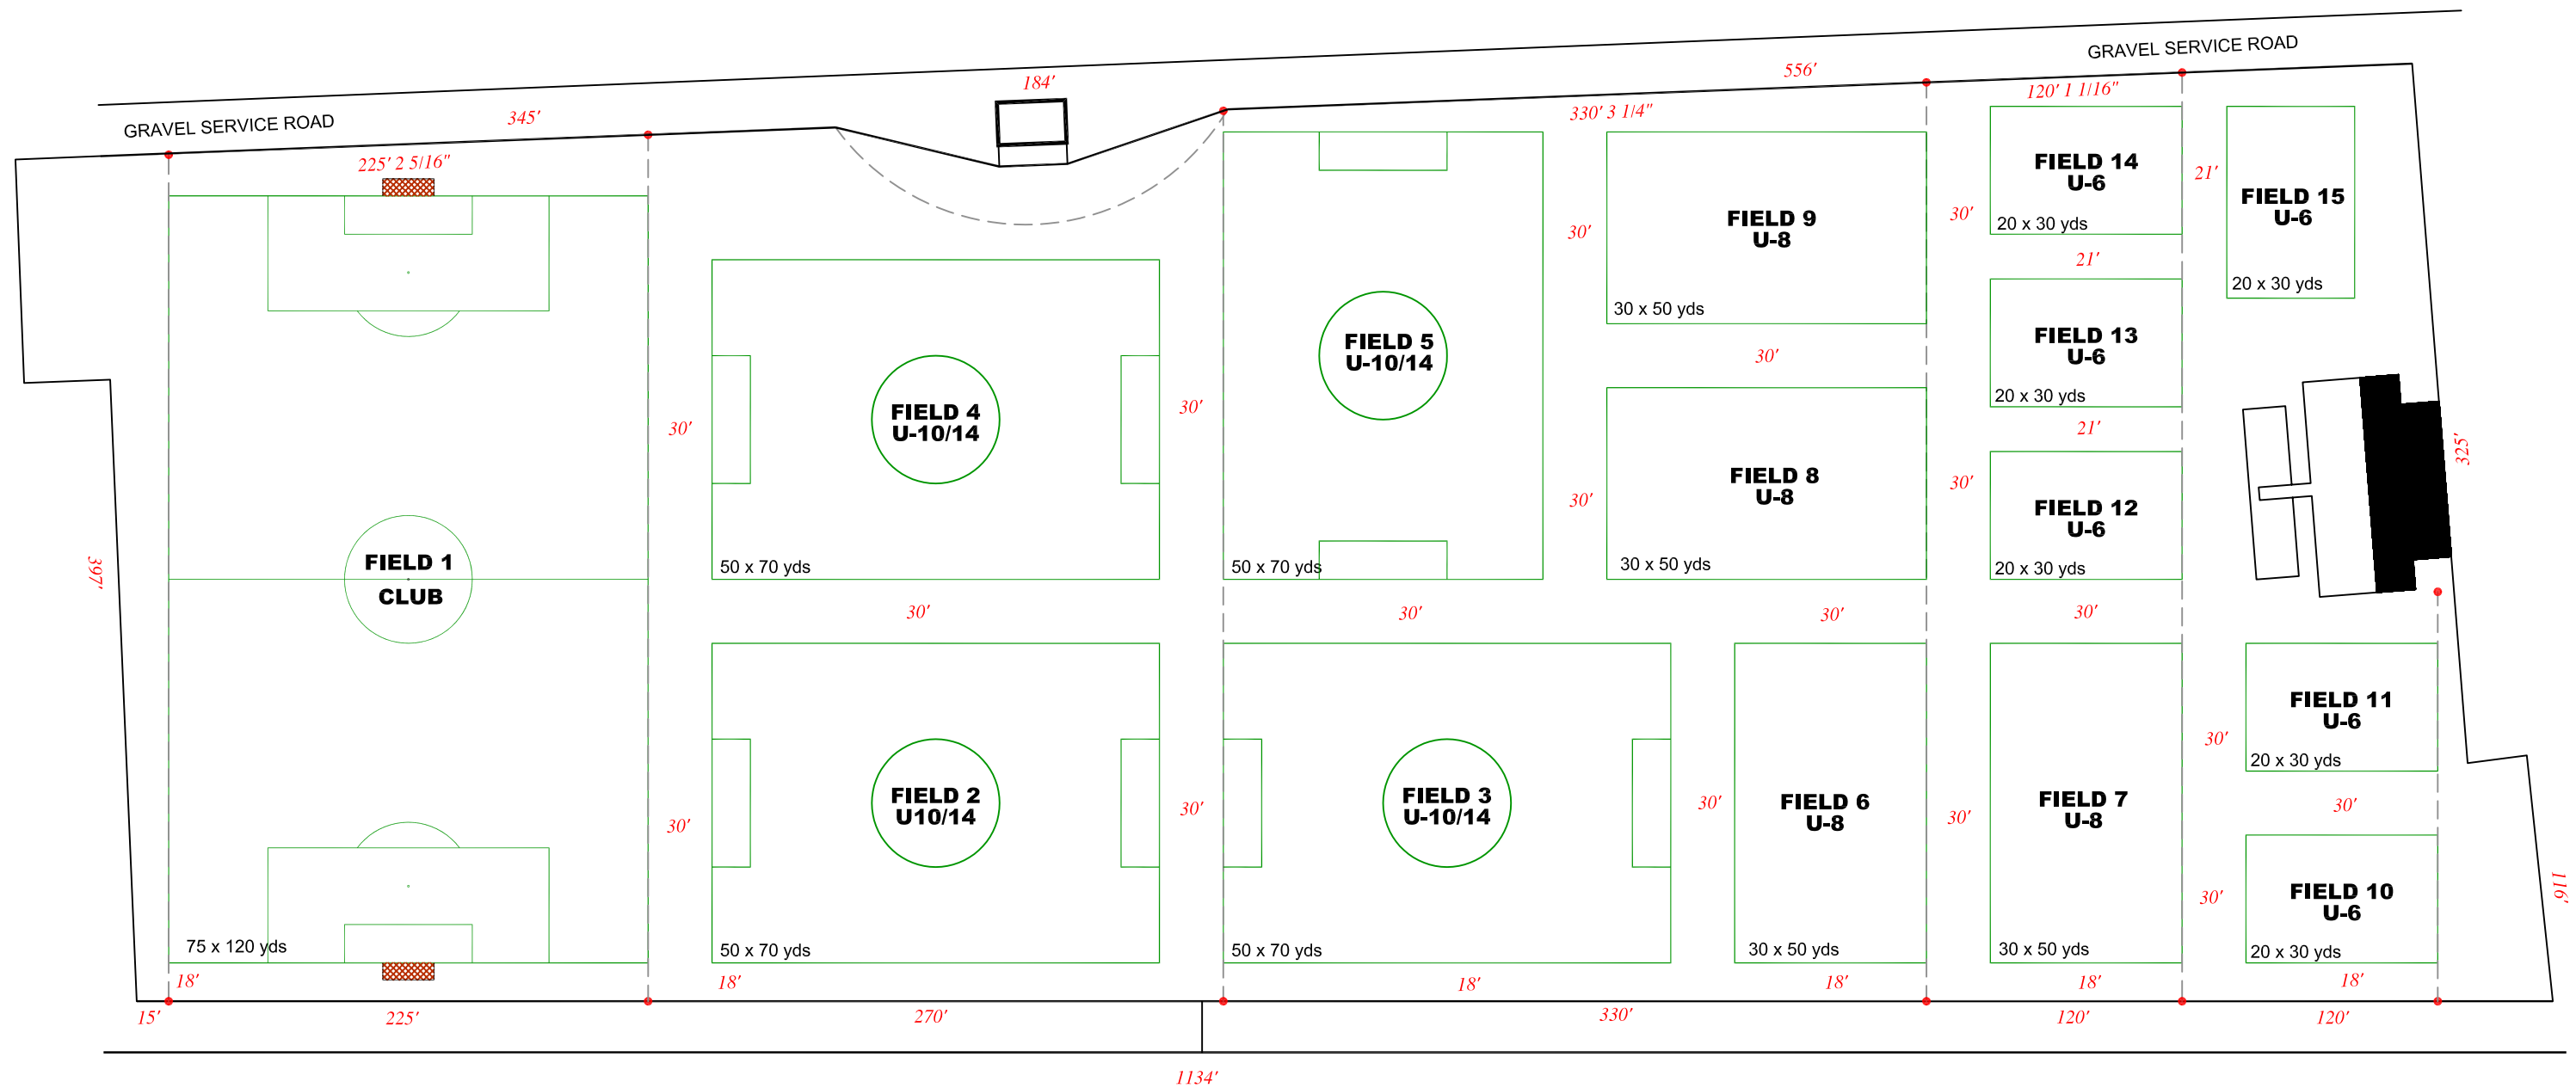 GRAVEL SERVICE ROAD
556'
184'
120' 1 1/16"
330' 3 1/4"
345'
GRAVEL SERVICE ROAD
225' 2 5/16"
FIELD 14
U-6
20 x 30 yds
21'
FIELD 15
U-6
20 x 30 yds
FIELD 9
U-8
30 x 50 yds
30'
30'
21'
FIELD 13
U-6
20 x 30 yds
30'
FIELD 5
U-10/14
50 x 70 yds
FIELD 4
U-10/14
50 x 70 yds
30'
30'
21'
325'
FIELD 8
U-8
30 x 50 yds
30'
30'
FIELD 12
U-6
20 x 30 yds
FIELD 1
CLUB
75 x 120 yds
397'
30'
30'
30'
30'
FIELD 2
U10/14
50 x 70 yds
30'
30'
FIELD 3
U-10/14
50 x 70 yds
30'
FIELD 6
U-8
30 x 50 yds
30'
FIELD 7
U-8
30 x 50 yds
FIELD 11
U-6
20 x 30 yds
30'
30'
FIELD 10
U-6
20 x 30 yds
30'
116'
18'
18'
18'
18'
18'
18'
15'
225'
270'
330'
120'
120'
1134'